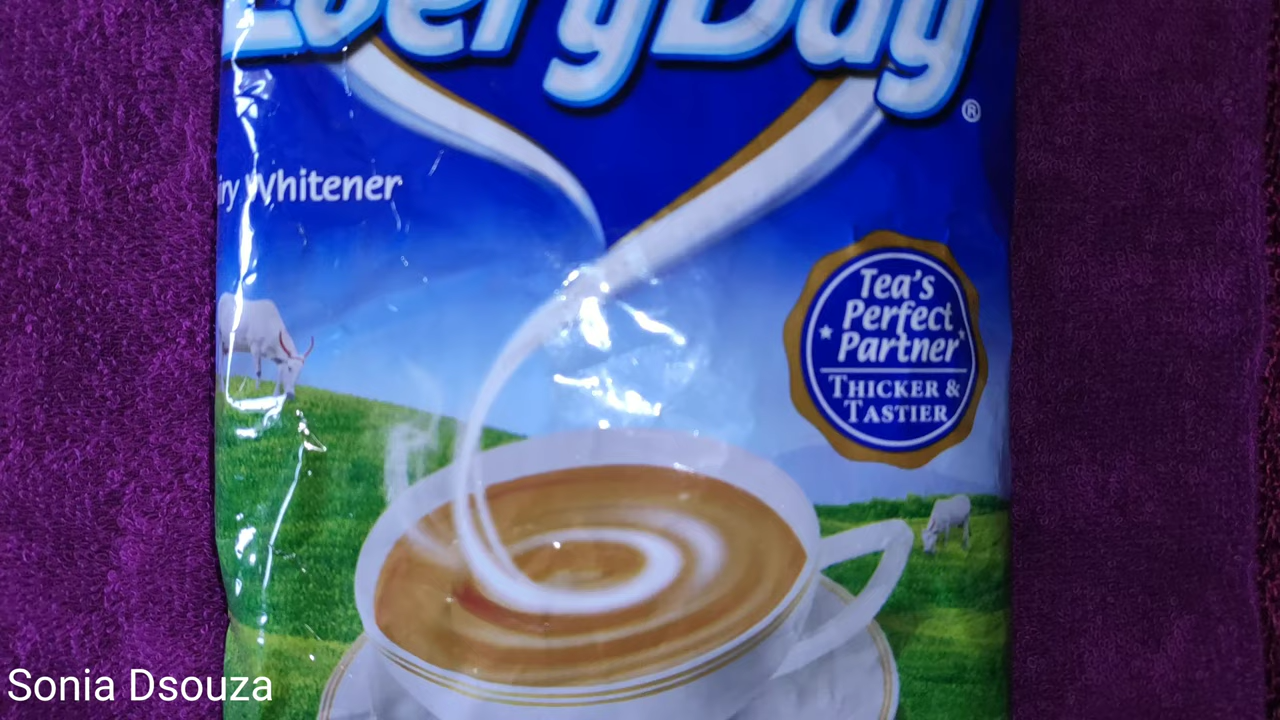 EveryDay
®
iry Whitener
Tea's
Perfect
Partner
THICKER &
TASTIER
Sonia Dsouza